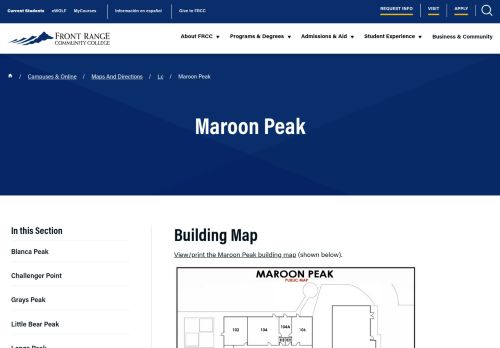 Current Students eWOLF MyCourses Información en español Give to FRCC REQUEST INFO VISIT APPLY
FRONT RANGE
COMMUNITY COLLEGE
About FRCC Programs & Degrees Admissions & Aid Student Experience Business & Community
/ Campuses & Online / Maps And Directions / Lc / Maroon Peak
Maroon Peak
In this Section
Blanca Peak
Challenger Point
Grays Peak
Little Bear Peak
Longs Peak
Building Map
View/print the Maroon Peak building map (shown below).
MAROON PEAK
PUBLIC MAP
102 104 104A 106